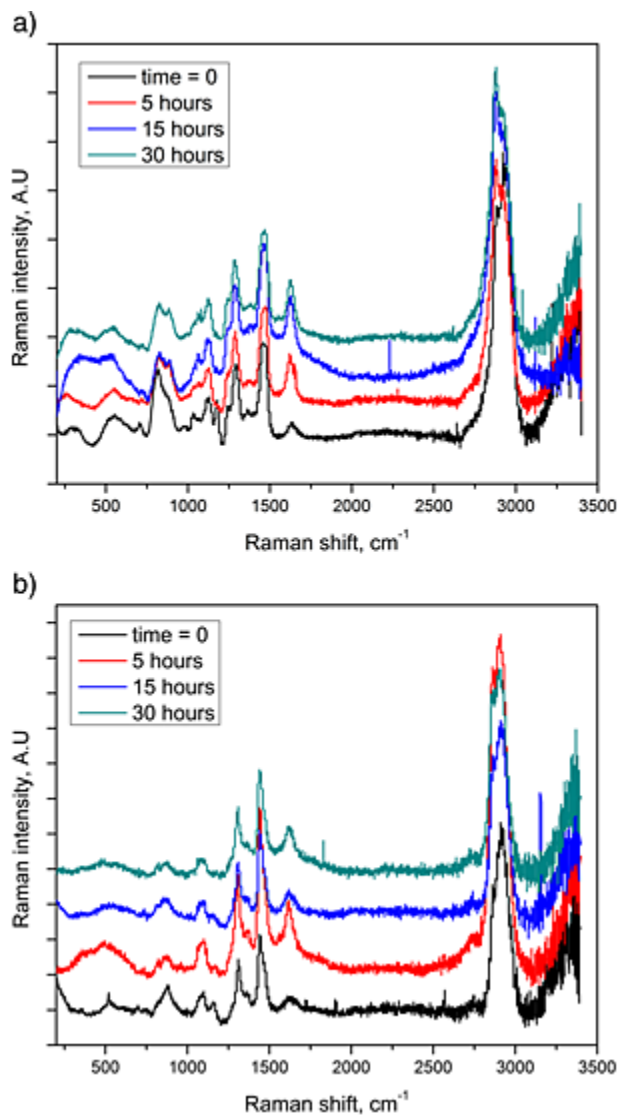 a)
time = 0
5 hours
15 hours
30 hours
Raman intensity, A.U
500 1000 1500 2000 2500 3000 3500
Raman shift, cm-1
b)
time = 0
5 hours
15 hours
30 hours
Raman intensity, A.U
500 1000 1500 2000 2500 3000 3500
Raman shift, cm-1